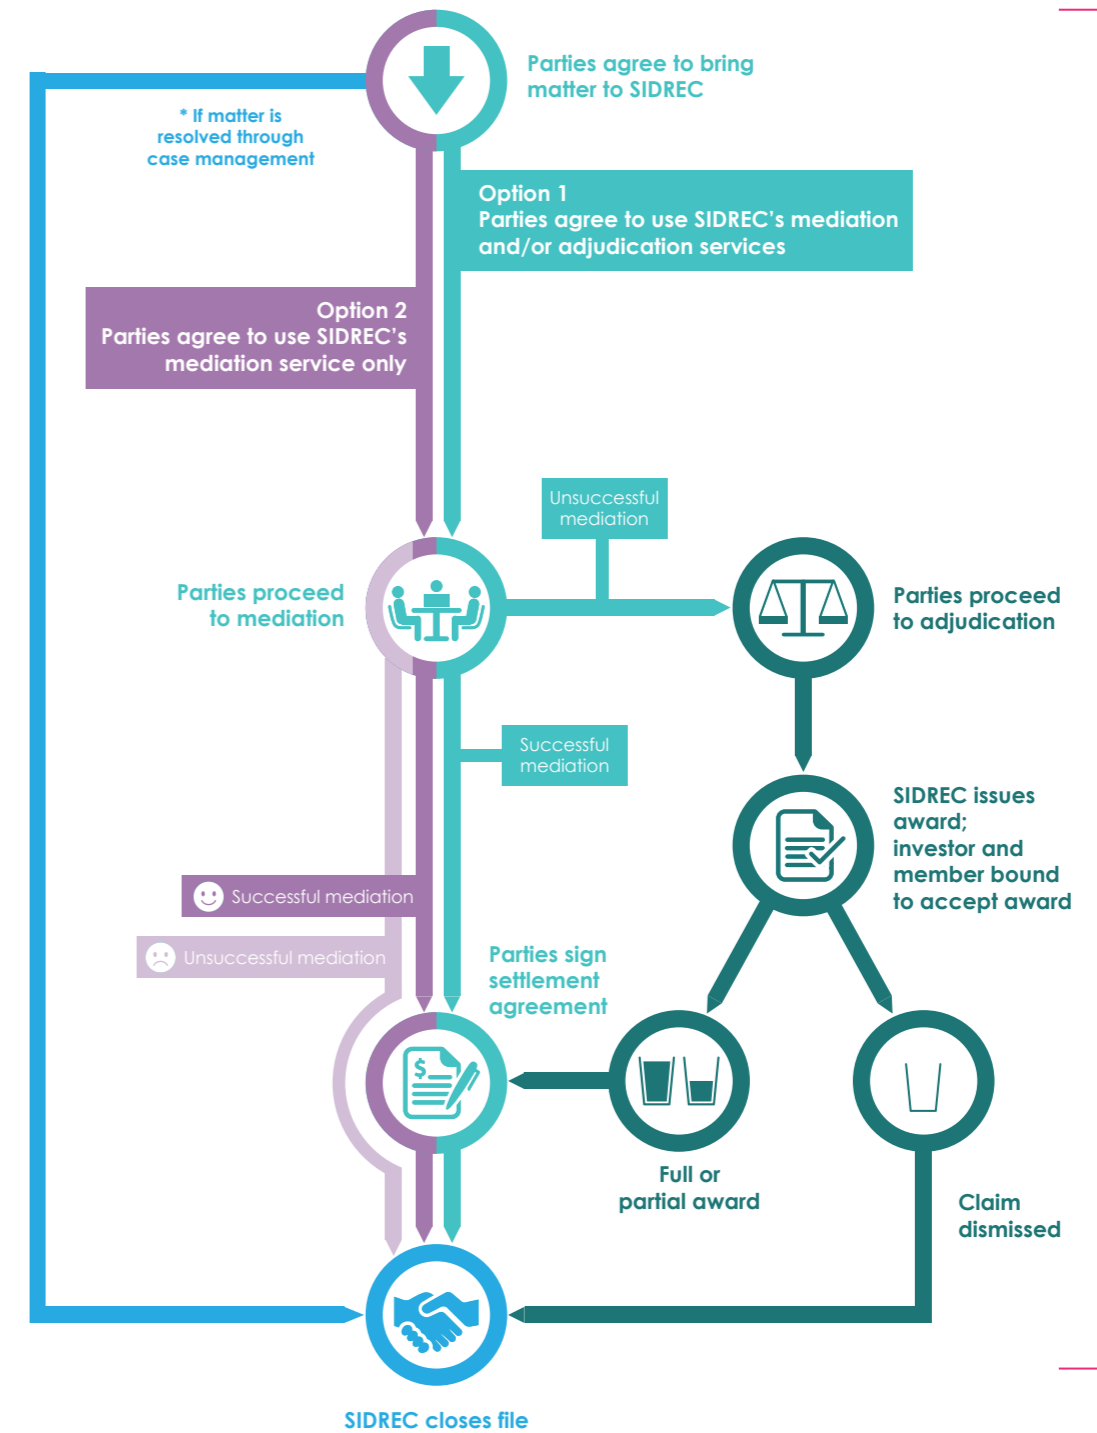 Parties agree to bring
matter to SIDREC
* If matter is
resolved through
case management
Option 1
Parties agree to use SIDREC's mediation
and/or adjudication services
Option 2
Parties agree to use SIDREC's
mediation service only
Unsuccessful
mediation
Parties proceed
to mediation
Parties proceed
to adjudication
Successful
mediation
SIDREC issues
award;
investor and
member bound
to accept award
Successful mediation
Unsuccessful mediation
Parties sign
settlement
agreement
$
Full or
partial award
Claim
dismissed
SIDREC closes file